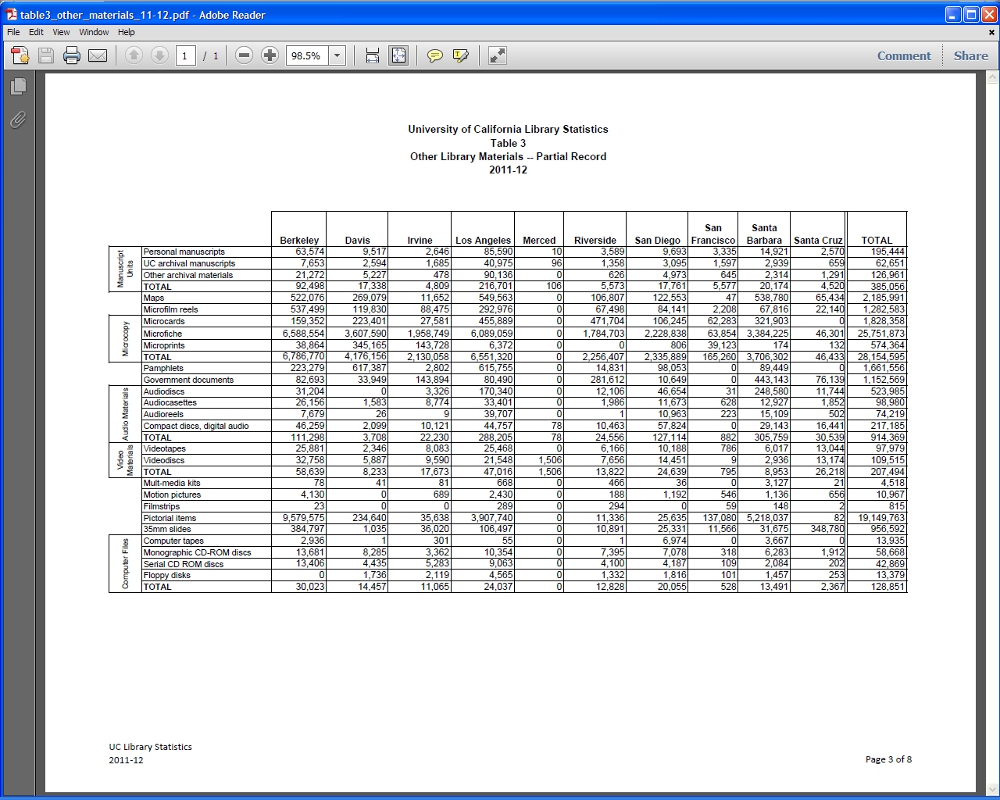 table3_other_materials_11-12.pdf - Adobe Reader
File Edit View Window Help
1 / 1 98.5% Comment Share
University of California Library Statistics
Table 3
Other Library Materials -- Partial Record
2011-12
Berkeley Davis Irvine Los Angeles Merced Riverside San Diego San Francisco Santa Barbara Santa Cruz TOTAL
Manuscript Units
Personal manuscripts 63,574 9,517 2,646 85,590 10 3,589 9,693 3,335 14,921 2,570 195,444
UC archival manuscripts 7,653 2,594 1,685 40,975 96 1,358 3,095 1,597 2,939 659 62,651
Other archival materials 21,272 5,227 478 90,136 0 626 4,973 645 2,314 1,291 126,961
TOTAL 92,498 17,338 4,809 216,701 106 5,573 17,761 5,577 20,174 4,520 385,056
Maps 522,076 269,079 11,652 549,563 0 106,807 122,553 47 538,780 65,434 2,185,991
Microfilm reels 537,499 119,830 88,475 292,976 0 67,498 84,141 2,208 67,816 22,140 1,282,583
Microcopy
Microcards 159,352 223,401 27,581 455,889 0 471,704 106,245 62,283 321,903 0 1,828,358
Microfiche 6,588,554 3,607,590 1,958,749 6,089,059 0 1,784,703 2,228,838 63,854 3,384,225 46,301 25,751,873
Microprints 38,864 345,165 143,728 6,372 0 0 806 39,123 174 132 574,364
TOTAL 6,786,770 4,176,156 2,130,058 6,551,320 0 2,256,407 2,335,889 165,260 3,706,302 46,433 28,154,595
Pamphlets 223,279 617,387 2,802 615,755 0 14,831 98,053 0 89,449 0 1,661,556
Government documents 82,693 33,949 143,894 80,490 0 281,612 10,649 0 443,143 76,139 1,152,569
Audio Materials
Audiodiscs 31,204 0 3,326 170,340 0 12,106 46,654 31 248,580 11,744 523,985
Audiocassettes 26,156 1,583 8,774 33,401 0 1,986 11,673 628 12,927 1,852 98,980
Audioreels 7,679 26 9 39,707 0 1 10,963 223 15,109 502 74,219
Compact discs, digital audio 46,259 2,099 10,121 44,757 78 10,463 57,824 0 29,143 16,441 217,185
TOTAL 111,298 3,708 22,230 288,205 78 24,556 127,114 882 305,759 30,539 914,369
Video Materials
Videotapes 25,881 2,346 8,083 25,468 0 6,166 10,188 786 6,017 13,044 97,979
Videodiscs 32,758 5,887 9,590 21,548 1,506 7,656 14,451 9 2,936 13,174 109,515
TOTAL 58,639 8,233 17,673 47,016 1,506 13,822 24,639 795 8,953 26,218 207,494
Mult-media kits 78 41 81 668 0 466 36 0 3,127 21 4,518
Motion pictures 4,130 0 689 2,430 0 188 1,192 546 1,136 656 10,967
Filmstrips 23 0 0 289 0 294 0 59 148 2 815
Pictorial items 9,579,575 234,640 35,638 3,907,740 0 11,336 25,635 137,080 5,218,037 82 19,149,763
35mm slides 384,797 1,035 36,020 106,497 0 10,891 25,331 11,566 31,675 348,780 956,592
Computer Files
Computer tapes 2,936 1 301 55 0 1 6,974 0 3,667 0 13,935
Monographic CD-ROM discs 13,681 8,285 3,362 10,354 0 7,395 7,078 318 6,283 1,912 58,668
Serial CD ROM discs 13,406 4,435 5,283 9,063 0 4,100 4,187 109 2,084 202 42,869
Floppy disks 0 1,736 2,119 4,565 0 1,332 1,816 101 1,457 253 13,379
TOTAL 30,023 14,457 11,065 24,037 0 12,828 20,055 528 13,491 2,367 128,851
UC Library Statistics
2011-12
Page 3 of 8